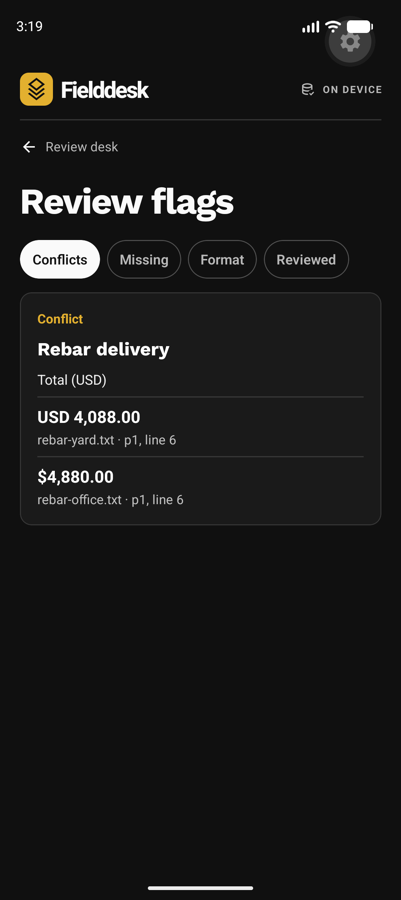 3:19
Fielddesk
ON DEVICE
Review desk
Review flags
Conflicts
Missing
Format
Reviewed
Conflict
Rebar delivery
Total (USD)
USD 4,088.00
rebar-yard.txt · p1, line 6
$4,880.00
rebar-office.txt · p1, line 6